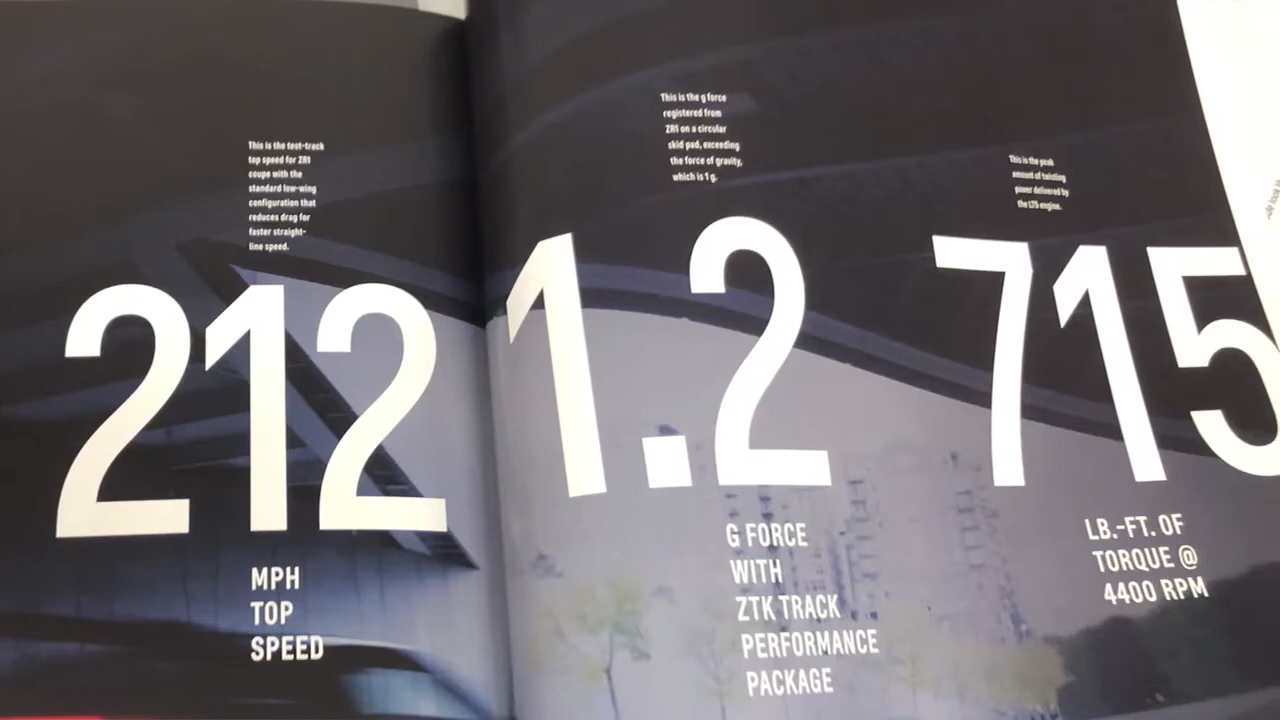 This is the test-track
top speed for ZR1
coupe with the
standard low-wing
configuration that
reduces drag for
faster straight-
line speed.
212
MPH
TOP
SPEED
This is the g force
registered from
ZR1 on a circular
skid pad, exceeding
the force of gravity,
which is 1 g.
1.2
G FORCE
WITH
ZTK TRACK
PERFORMANCE
PACKAGE
This is the peak
amount of twisting
power delivered by
the LT5 engine.
715
LB.-FT. OF
TORQUE @
4400 RPM